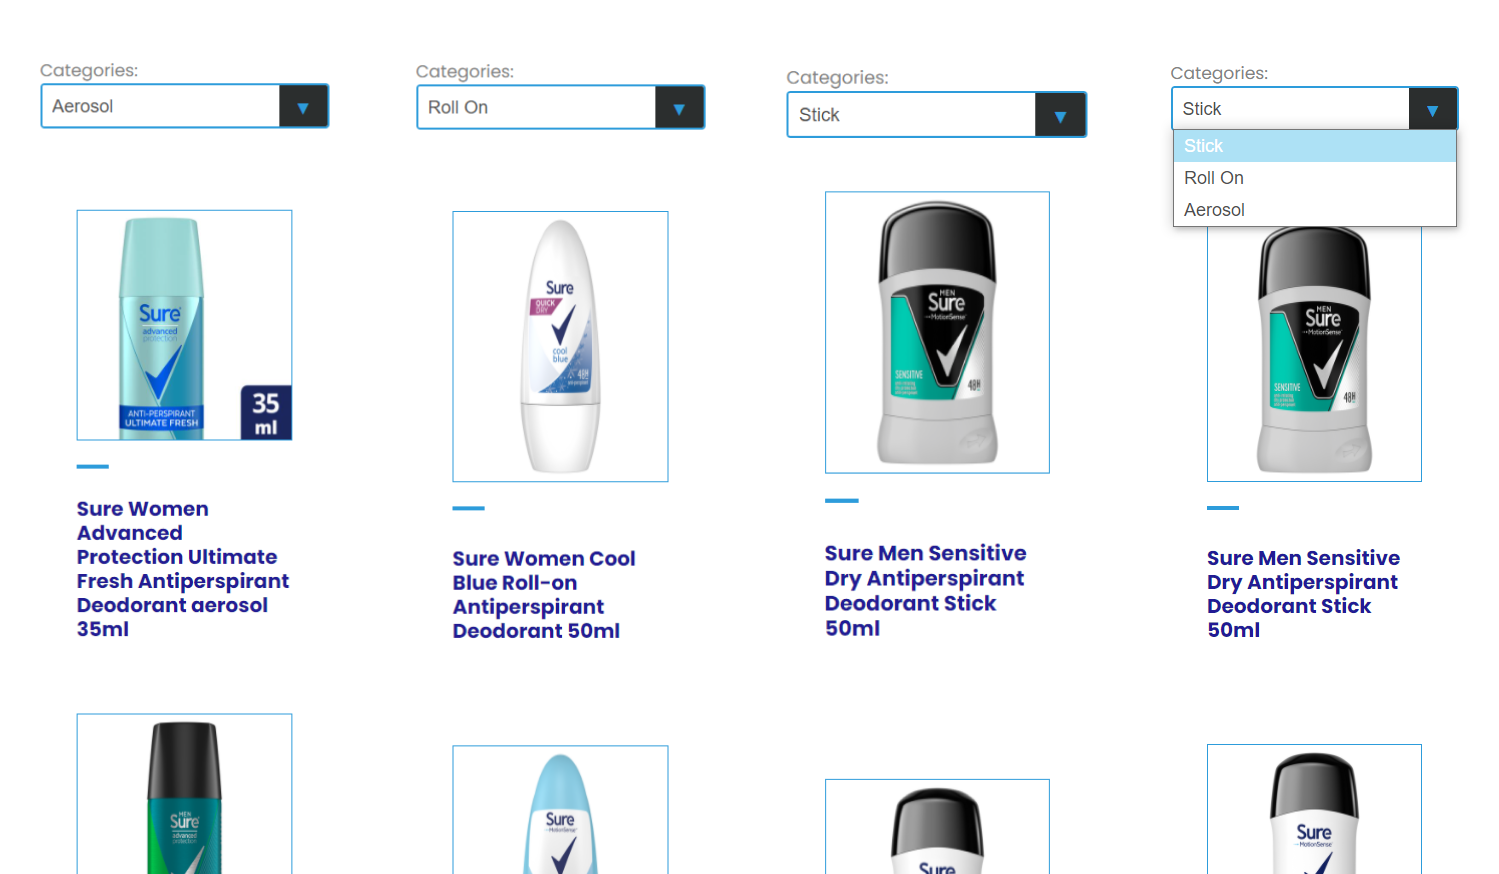 Categories:
Aerosol
Sure
advanced
protection
ANTI-PERSPIRANT
ULTIMATE FRESH
35
ml
Sure Women
Advanced
Protection Ultimate
Fresh Antiperspirant
Deodorant aerosol
35ml
MEN
Sure
advanced
protection
Categories:
Roll On
Sure
QUICK
DRY
cool
blue
48H
Sure Women Cool
Blue Roll-on
Antiperspirant
Deodorant 50ml
Sure
MotionSense
Categories:
Stick
MEN
Sure
MotionSense
SENSITIVE
48H
Sure Men Sensitive
Dry Antiperspirant
Deodorant Stick
50ml
Sure
Categories:
Stick
Stick
Roll On
Aerosol
MEN
Sure
MotionSense
SENSITIVE
48H
Sure Men Sensitive
Dry Antiperspirant
Deodorant Stick
50ml
Sure
MotionSense